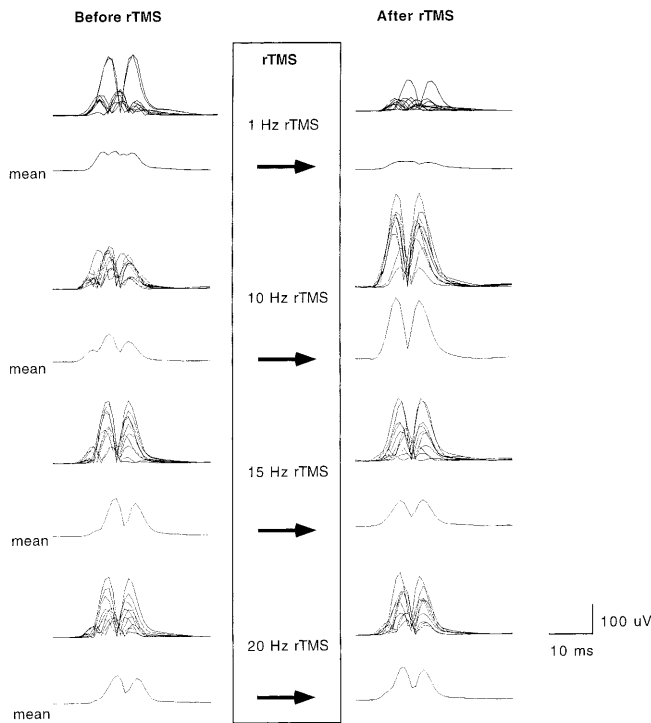 Before rTMS
After rTMS
rTMS
1 Hz rTMS
mean
10 Hz rTMS
mean
15 Hz rTMS
mean
20 Hz rTMS
mean
100 uV
10 ms